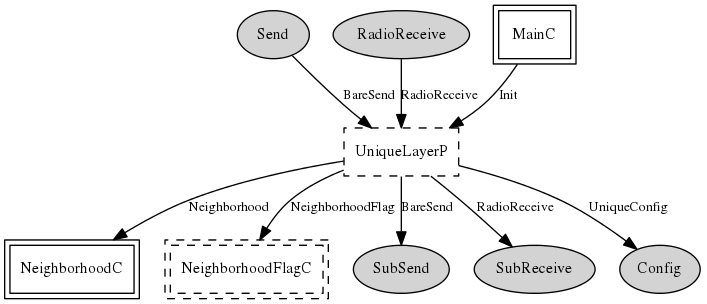 Send
RadioReceive
MainC
BareSend
RadioReceive
Init
UniqueLayerP
Neighborhood
NeighborhoodFlag
BareSend
RadioReceive
UniqueConfig
NeighborhoodC
NeighborhoodFlagC
SubSend
SubReceive
Config